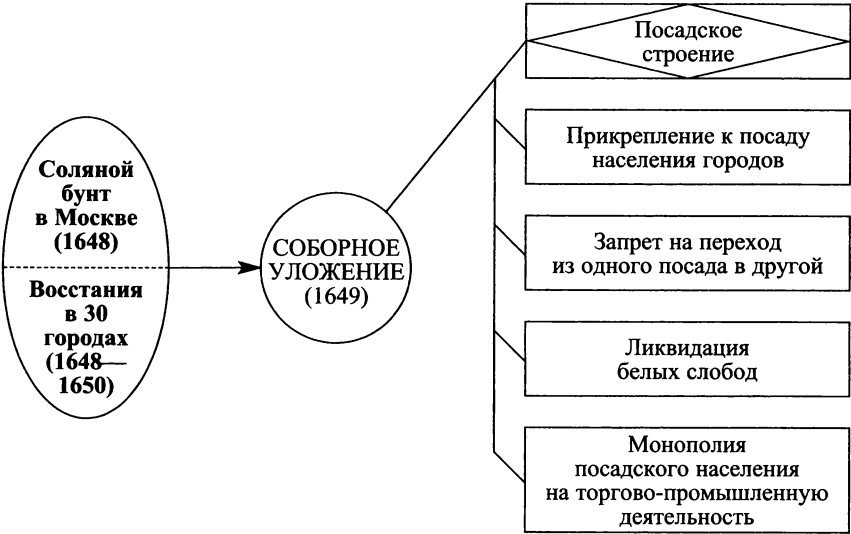 Соляной
бунт
в Москве
(1648)
Восстания
в 30
городах
(1648—
1650)
СОБОРНОЕ
УЛОЖЕНИЕ
(1649)
Посадское
строение
Прикрепление к посаду
населения городов
Запрет на переход
из одного посада в другой
Ликвидация
белых слобод
Монополия
посадского населения
на торгово-промышленную
деятельность